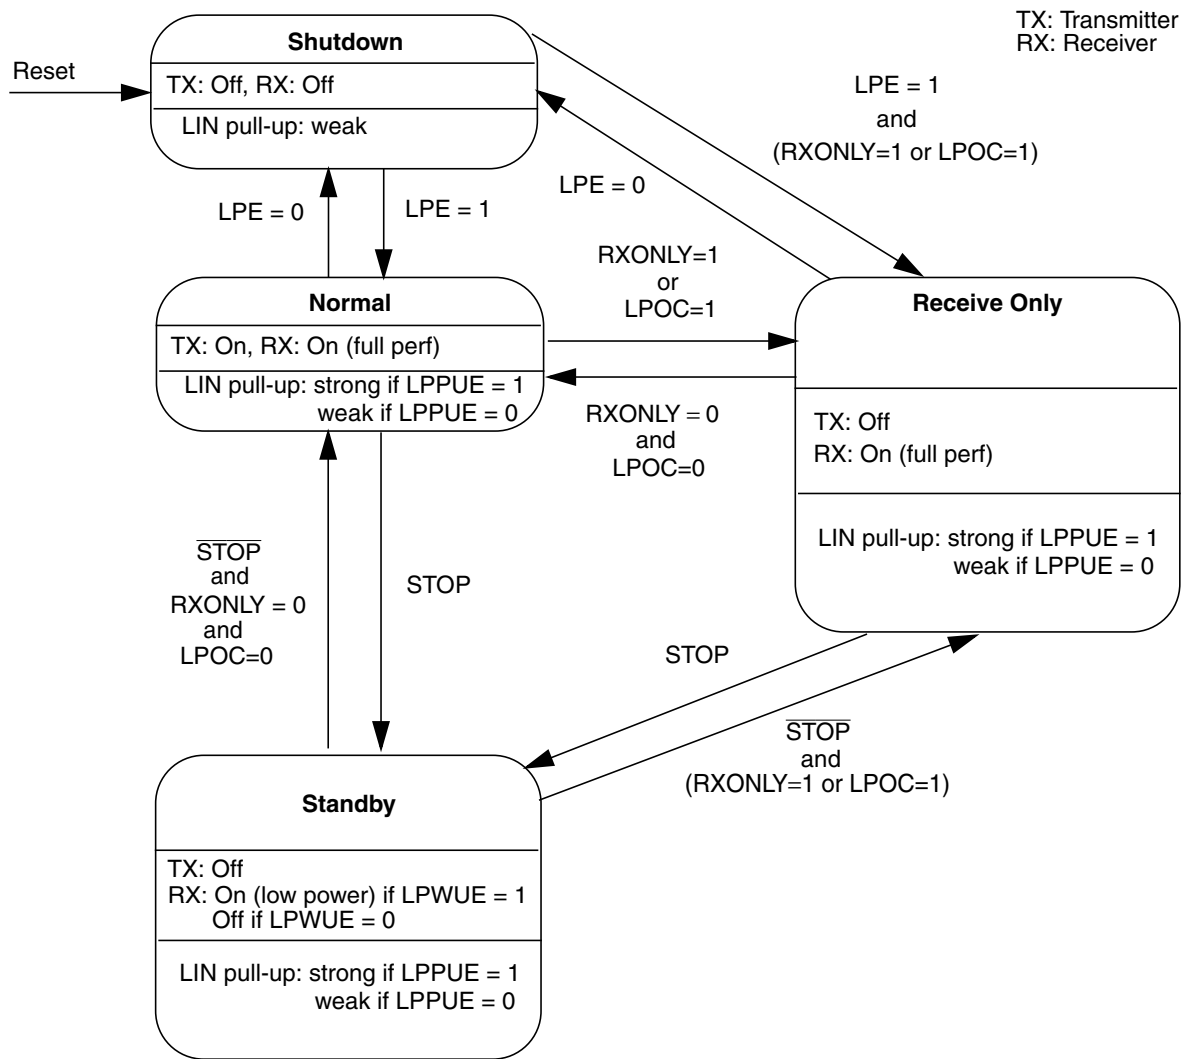 TX: Transmitter
RX: Receiver
Reset
Shutdown
TX: Off, RX: Off
LIN pull-up: weak
LPE = 1
and
(RXONLY=1 or LPOC=1)
LPE = 0
LPE = 0
LPE = 1
RXONLY=1
or
LPOC=1
Normal
TX: On, RX: On (full perf)
LIN pull-up: strong if LPPUE = 1
weak if LPPUE = 0
Receive Only
TX: Off
RX: On (full perf)
LIN pull-up: strong if LPPUE = 1
weak if LPPUE = 0
RXONLY = 0
and
LPOC=0
S̅T̅O̅P̅
and
RXONLY = 0
and
LPOC=0
STOP
STOP
S̅T̅O̅P̅
and
(RXONLY=1 or LPOC=1)
Standby
TX: Off
RX: On (low power) if LPWUE = 1
Off if LPWUE = 0
LIN pull-up: strong if LPPUE = 1
weak if LPPUE = 0